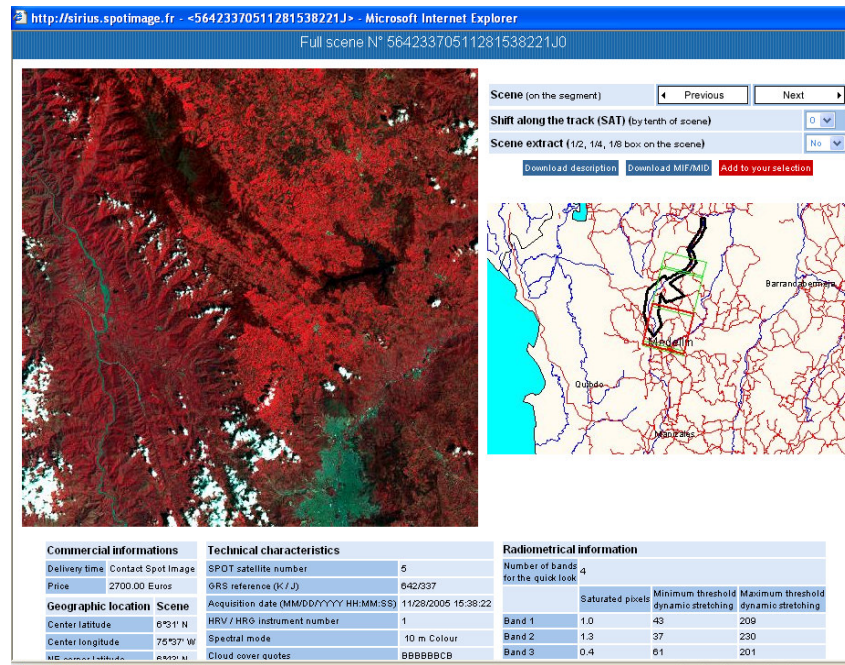 http://sirius.spotimage.fr - <56423370511281538221J> - Microsoft Internet Explorer
Full scene N° 56423370511281538221J0
Scene (on the segment) Previous Next
Shift along the track (SAT) (by tenth of scene) 0
Scene extract (1/2, 1/4, 1/8 box on the scene) No
Download description Download MIF/MID Add to your selection
Barrancabermeja
Medellin
Quibdo
Manizales
Commercial informations
Delivery time Contact Spot Image
Price 2700.00 Euros
Geographic location Scene
Center latitude 6°31' N
Center longitude 75°37' W
NE corner latitude 6°43' N
Technical characteristics
SPOT satellite number 5
GRS reference (K / J) 642/337
Acquisition date (MM/DD/YYYY HH:MM:SS) 11/28/2005 15:38:22
HRV / HRG instrument number 1
Spectral mode 10 m Colour
Cloud cover quotes BBBBBBCB
Radiometrical information
Number of bands
for the quick look 4
Saturated pixels Minimum threshold
dynamic stretching Maximum threshold
dynamic stretching
Band 1 1.0 43 209
Band 2 1.3 37 230
Band 3 0.4 61 201